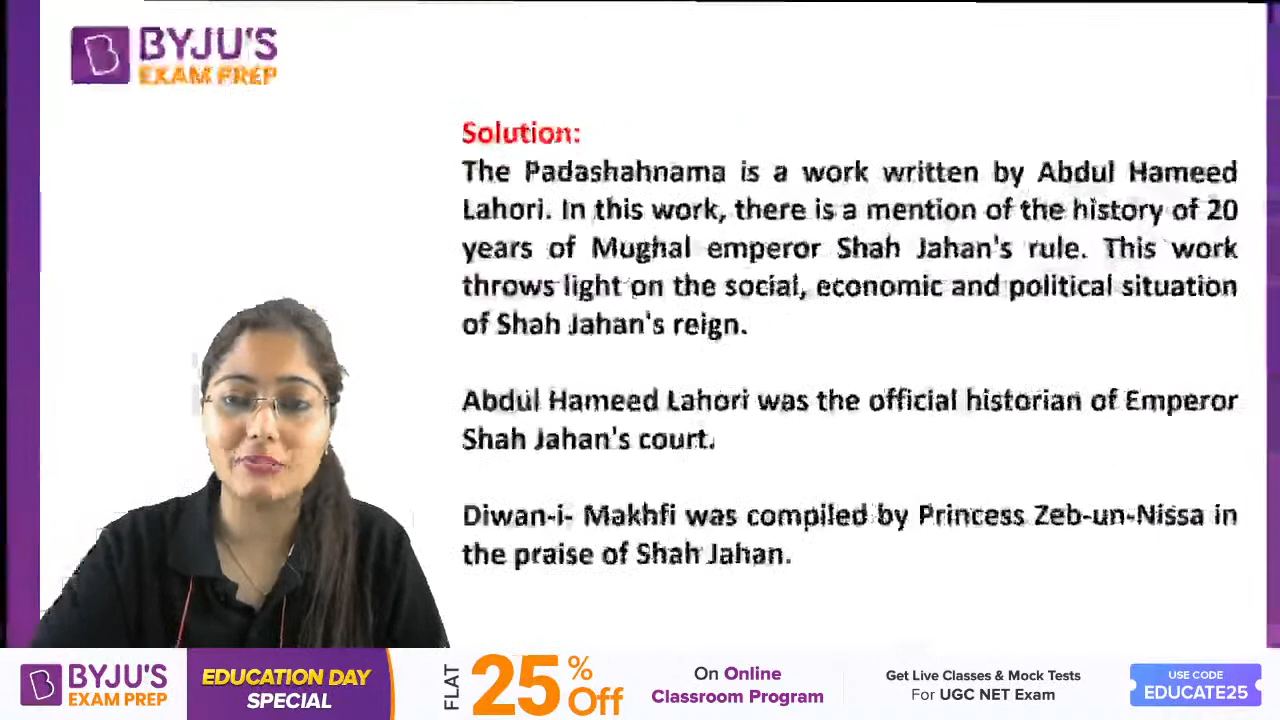 BYJU'S
EXAM PREP
Solution:
The Padashahnama is a work written by Abdul Hameed
Lahori. In this work, there is a mention of the history of 20
years of Mughal emperor Shah Jahan's rule. This work
throws light on the social, economic and political situation
of Shah Jahan's reign.
Abdul Hameed Lahori was the official historian of Emperor
Shah Jahan's court.
Diwan-i- Makhfi was compiled by Princess Zeb-un-Nissa in
the praise of Shah Jahan.
BYJU'S
EXAM PREP
EDUCATION DAY
SPECIAL
FLAT
25% Off
On Online
Classroom Program
Get Live Classes & Mock Tests
For UGC NET Exam
USE CODE
EDUCATE25